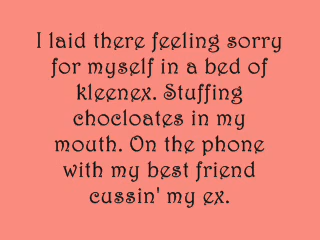 I laid there feeling sorry
for myself in a bed of
kleenex. Stuffing
chocloates in my
mouth. On the phone
with my best friend
cussin' my ex.